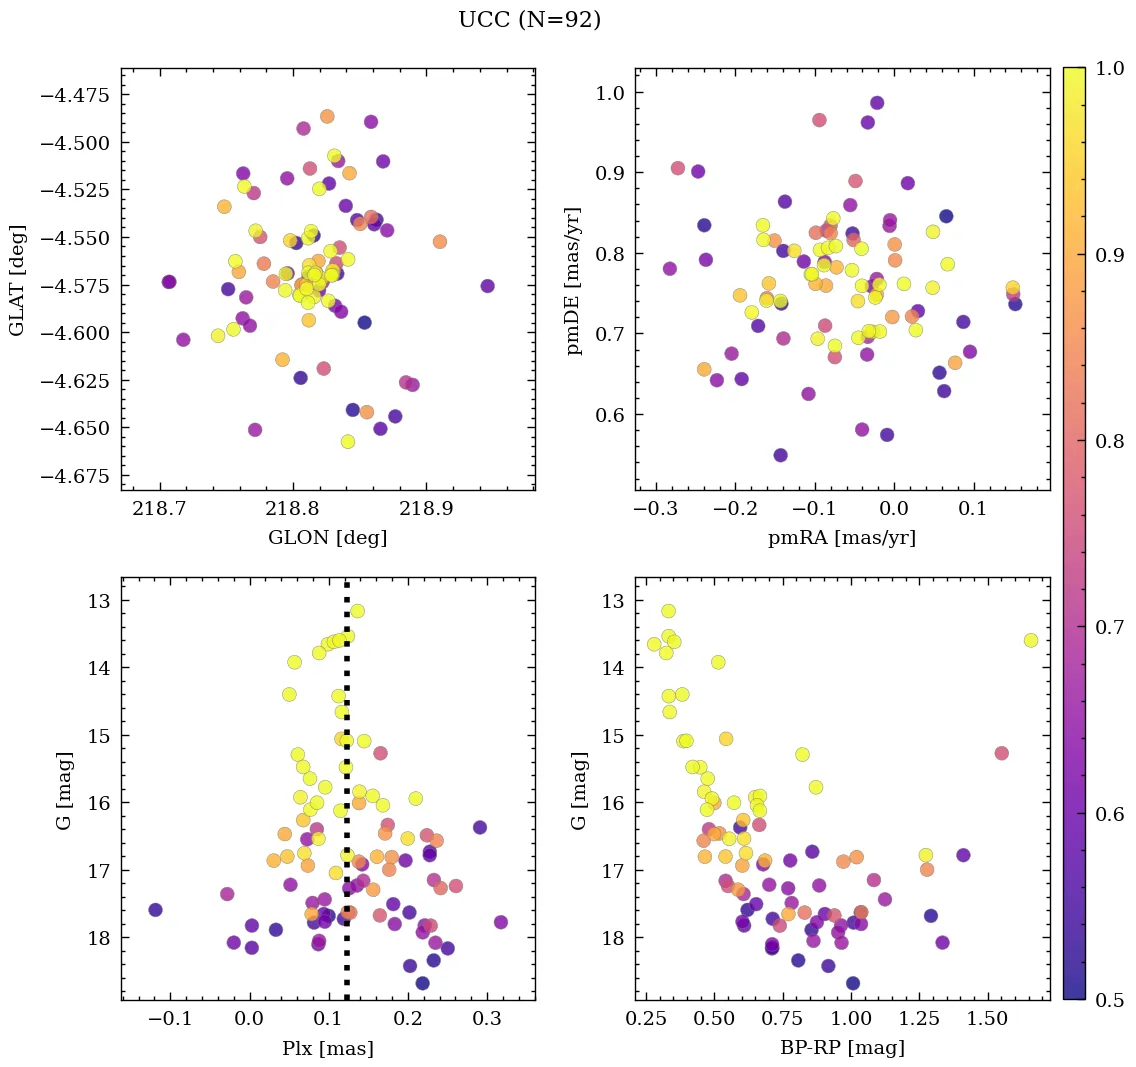 UCC (N=92)
−4.475
−4.500
−4.525
−4.550
−4.575
−4.600
−4.625
−4.650
−4.675
GLAT [deg]
218.7 218.8 218.9
GLON [deg]
1.0
0.9
0.8
0.7
0.6
pmDE [mas/yr]
−0.3 −0.2 −0.1 0.0 0.1
pmRA [mas/yr]
13
14
15
16
17
18
G [mag]
−0.1 0.0 0.1 0.2 0.3
Plx [mas]
13
14
15
16
17
18
G [mag]
0.25 0.50 0.75 1.00 1.25 1.50
BP-RP [mag]
1.0
0.9
0.8
0.7
0.6
0.5